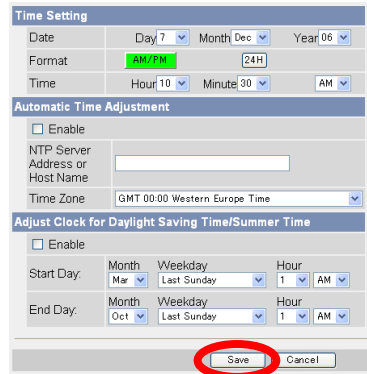 Time Setting
Date Day 7 Month Dec Year 06
Format AM/PM 24H
Time Hour 10 Minute 30 AM
Automatic Time Adjustment
Enable
NTP Server
Address or
Host Name
Time Zone GMT 00:00 Western Europe Time
Adjust Clock for Daylight Saving Time/Summer Time
Enable
Month Weekday Hour
Start Day: Mar Last Sunday 1 AM
Month Weekday Hour
End Day: Oct Last Sunday 1 AM
Save Cancel